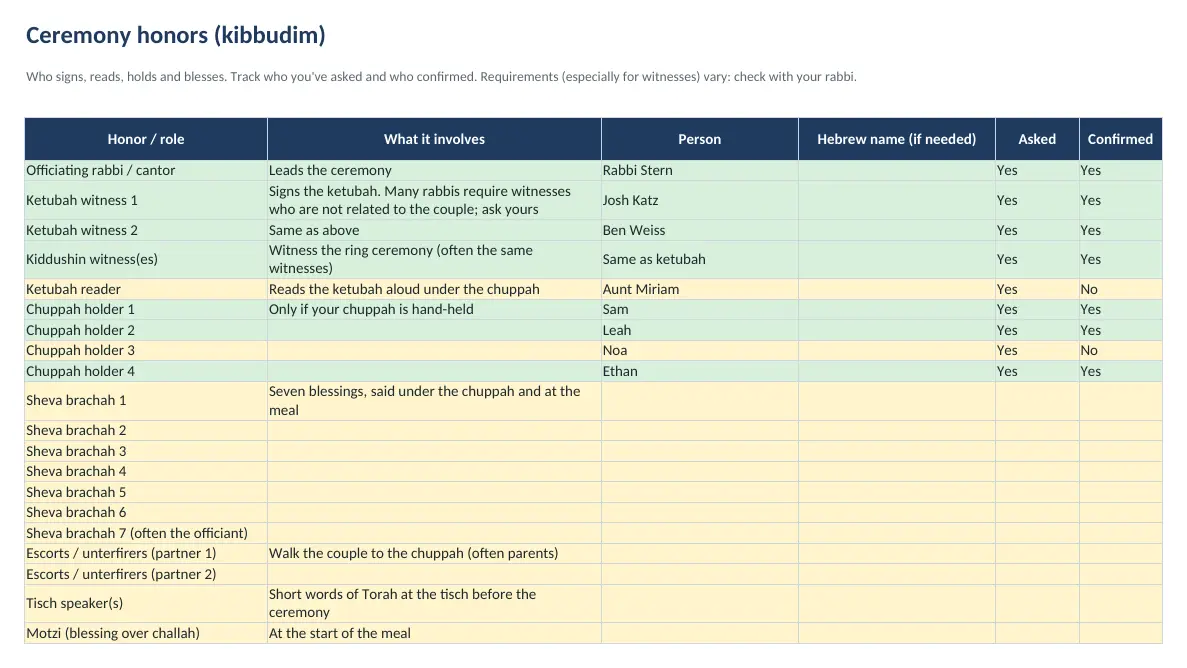 Ceremony honors (kibbudim)
Who signs, reads, holds and blesses. Track who you've asked and who confirmed. Requirements (especially for witnesses) vary: check with your rabbi.
Honor / role What it involves Person Hebrew name (if needed) Asked Confirmed
Officiating rabbi / cantor Leads the ceremony Rabbi Stern Yes Yes
Ketubah witness 1 Signs the ketubah. Many rabbis require witnesses
who are not related to the couple; ask yours Josh Katz Yes Yes
Ketubah witness 2 Same as above Ben Weiss Yes Yes
Kiddushin witness(es) Witness the ring ceremony (often the same
witnesses) Same as ketubah Yes Yes
Ketubah reader Reads the ketubah aloud under the chuppah Aunt Miriam Yes No
Chuppah holder 1 Only if your chuppah is hand-held Sam Yes Yes
Chuppah holder 2 Leah Yes Yes
Chuppah holder 3 Noa Yes No
Chuppah holder 4 Ethan Yes Yes
Sheva brachah 1 Seven blessings, said under the chuppah and at the
meal
Sheva brachah 2
Sheva brachah 3
Sheva brachah 4
Sheva brachah 5
Sheva brachah 6
Sheva brachah 7 (often the officiant)
Escorts / unterfirers (partner 1) Walk the couple to the chuppah (often parents)
Escorts / unterfirers (partner 2)
Tisch speaker(s) Short words of Torah at the tisch before the
ceremony
Motzi (blessing over challah) At the start of the meal